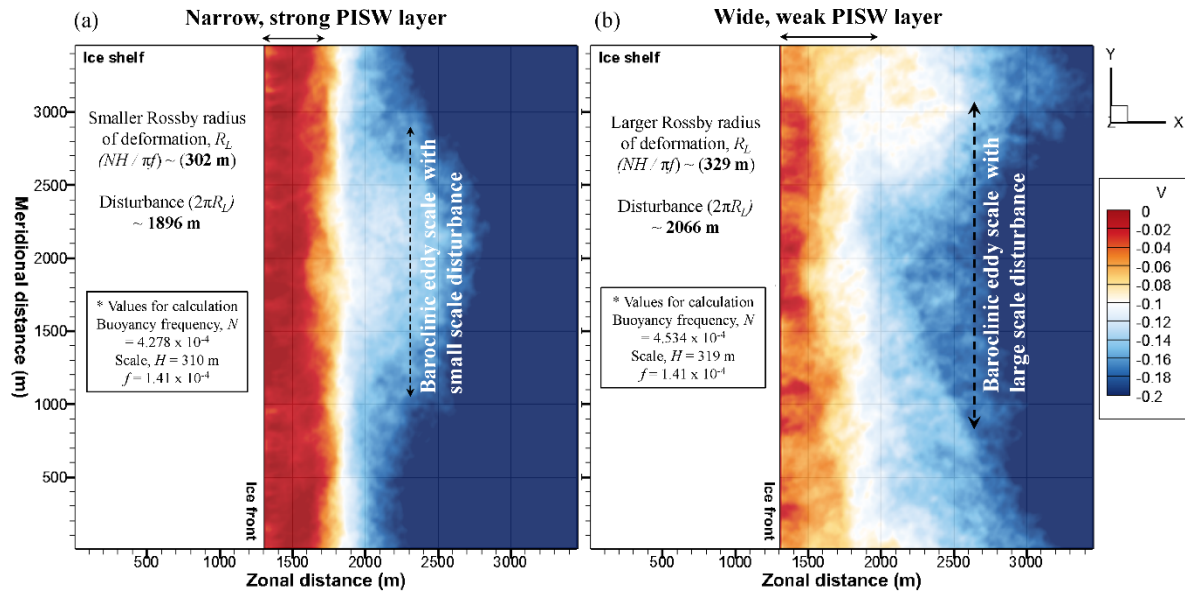 (a)
Narrow, strong PISW layer
Ice shelf
Smaller Rossby radius
of deformation, R_L
(NH / πf) ~ (302 m)
Disturbance (2πR_L)
~ 1896 m
* Values for calculation
Buoyancy frequency, N
= 4.278 x 10⁻⁴
Scale, H = 310 m
f = 1.41 x 10⁻⁴
Baroclinic eddy scale with
small scale disturbance
Ice front
Meridional distance (m)
3000
2500
2000
1500
1000
500
500
1000
1500
2000
2500
3000
Zonal distance (m)
(b)
Wide, weak PISW layer
Ice shelf
Larger Rossby radius
of deformation, R_L
(NH / πf) ~ (329 m)
Disturbance (2πR_L)
~ 2066 m
* Values for calculation
Buoyancy frequency, N
= 4.534 x 10⁻⁴
Scale, H = 319 m
f = 1.41 x 10⁻⁴
Baroclinic eddy scale with
large scale disturbance
Ice front
500
1000
1500
2000
2500
3000
Zonal distance (m)
Y
Z
X
V
0
-0.02
-0.04
-0.06
-0.08
-0.1
-0.12
-0.14
-0.16
-0.18
-0.2